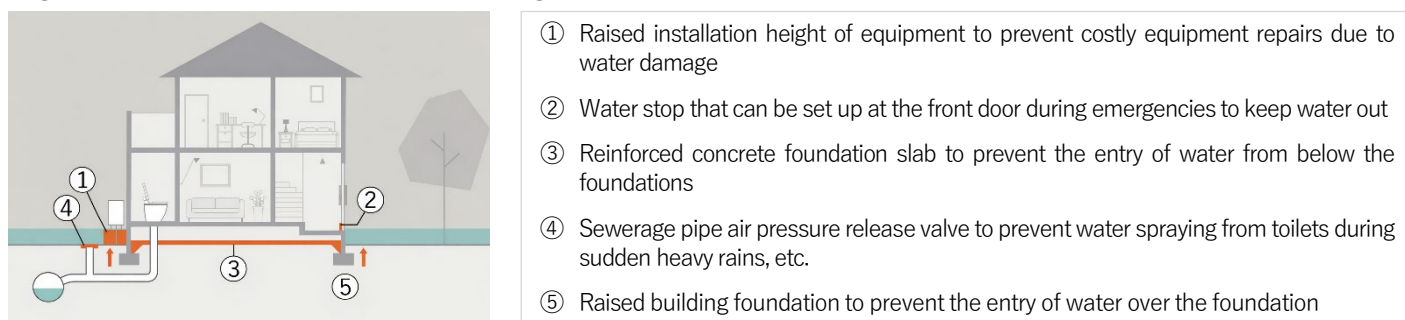 ① Raised installation height of equipment to prevent costly equipment repairs due to
water damage
② Water stop that can be set up at the front door during emergencies to keep water out
③ Reinforced concrete foundation slab to prevent the entry of water from below the
foundations
④ Sewerage pipe air pressure release valve to prevent water spraying from toilets during
sudden heavy rains, etc.
⑤ Raised building foundation to prevent the entry of water over the foundation
①
④
②
③
⑤